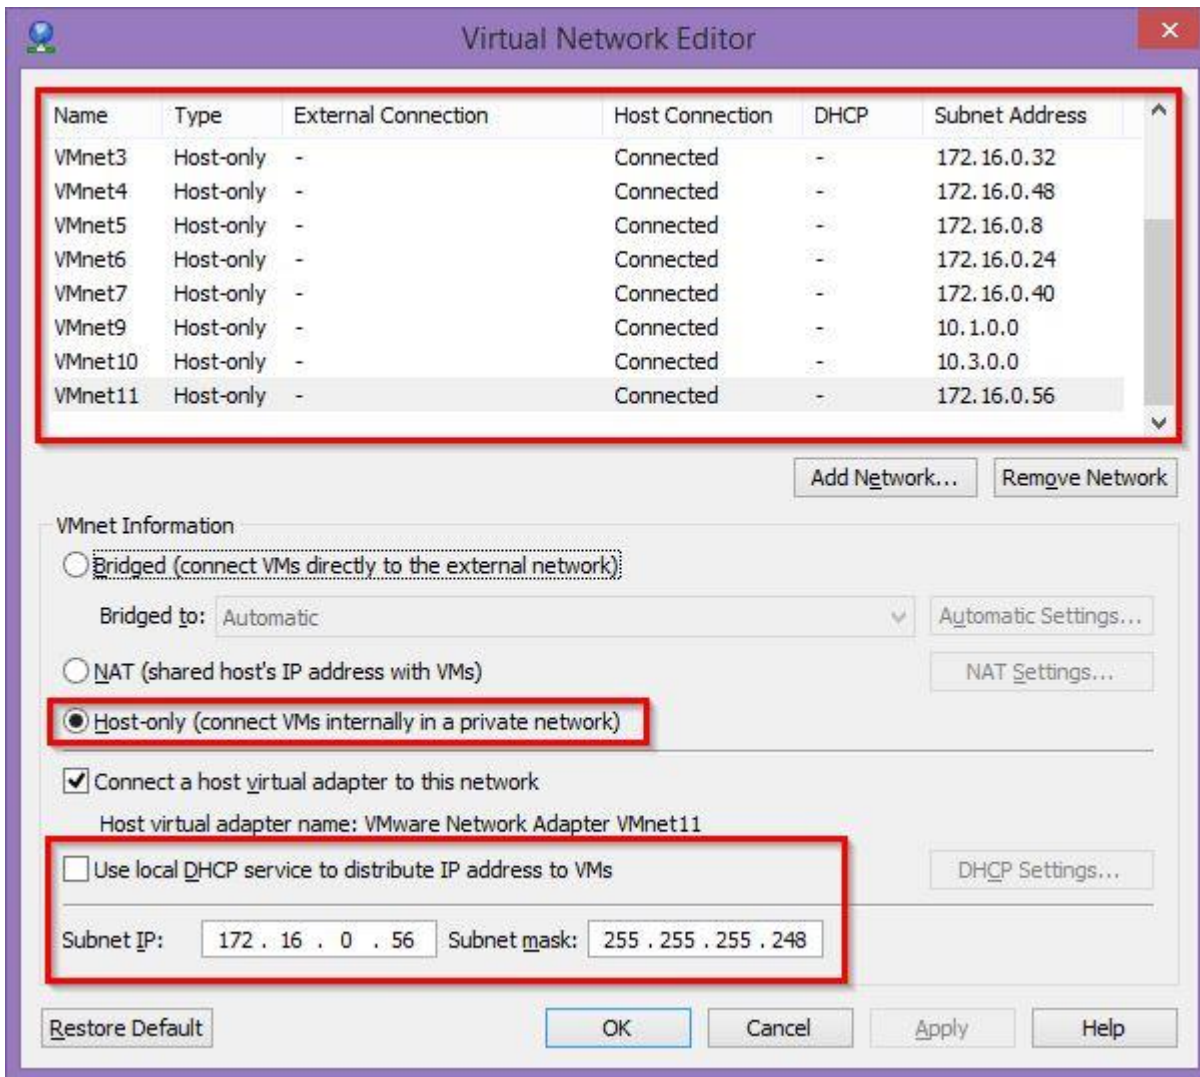 Virtual Network Editor
Name Type External Connection Host Connection DHCP Subnet Address
VMnet3 Host-only - Connected - 172.16.0.32
VMnet4 Host-only - Connected - 172.16.0.48
VMnet5 Host-only - Connected - 172.16.0.8
VMnet6 Host-only - Connected - 172.16.0.24
VMnet7 Host-only - Connected - 172.16.0.40
VMnet9 Host-only - Connected - 10.1.0.0
VMnet10 Host-only - Connected - 10.3.0.0
VMnet11 Host-only - Connected - 172.16.0.56
Add Network... Remove Network
VMnet Information
Bridged (connect VMs directly to the external network)
Bridged to: Automatic Automatic Settings...
NAT (shared host's IP address with VMs) NAT Settings...
Host-only (connect VMs internally in a private network)
Connect a host virtual adapter to this network
Host virtual adapter name: VMware Network Adapter VMnet11
Use local DHCP service to distribute IP address to VMs DHCP Settings...
Subnet IP: 172 . 16 . 0 . 56 Subnet mask: 255 . 255 . 255 . 248
Restore Default OK Cancel Apply Help